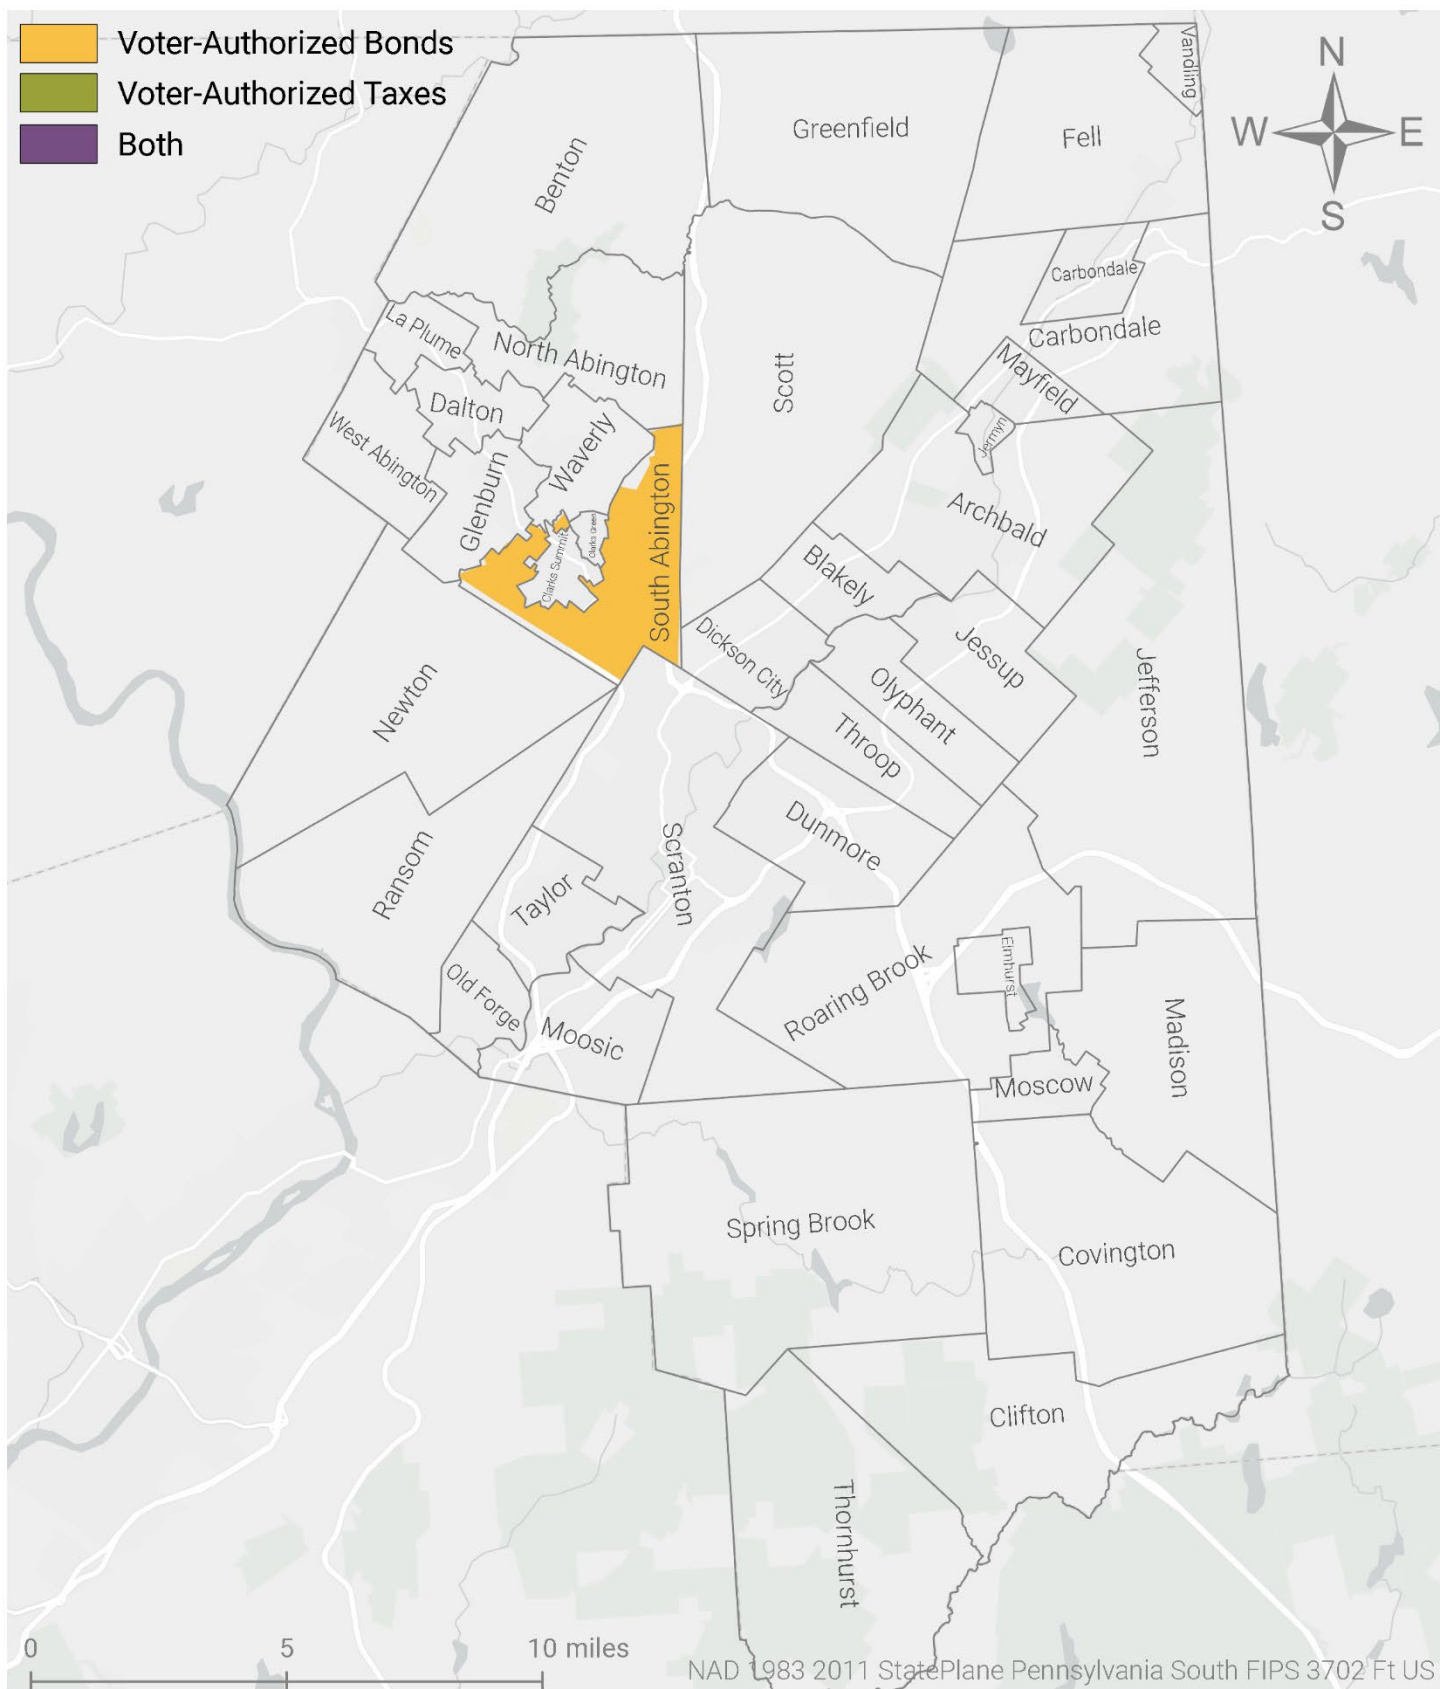 Voter-Authorized Bonds
Voter-Authorized Taxes
Both
N
W
E
S
Vandling
Greenfield
Fell
Benton
Carbondale
La Plume
Carbondale
North Abington
Scott
Mayfield
Dalton
Jermyn
West Abington
Waverly
Glenburn
Archbald
South Abington
Clarks Green
Clarks Summit
Blakely
Dickson City
Jessup
Jefferson
Newton
Olyphant
Throop
Dunmore
Ransom
Scranton
Taylor
Elmhurst
Roaring Brook
Old Forge
Moosic
Madison
Moscow
Spring Brook
Covington
Clifton
Thornhurst
0 5 10 miles
NAD 1983 2011 StatePlane Pennsylvania South FIPS 3702 Ft US